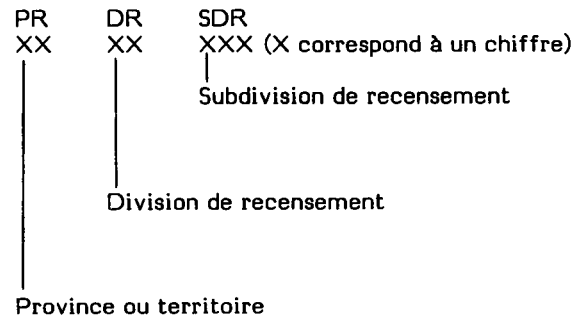 PR DR SDR
XX XX XXX (X correspond à un chiffre)
Subdivision de recensement
Division de recensement
Province ou territoire